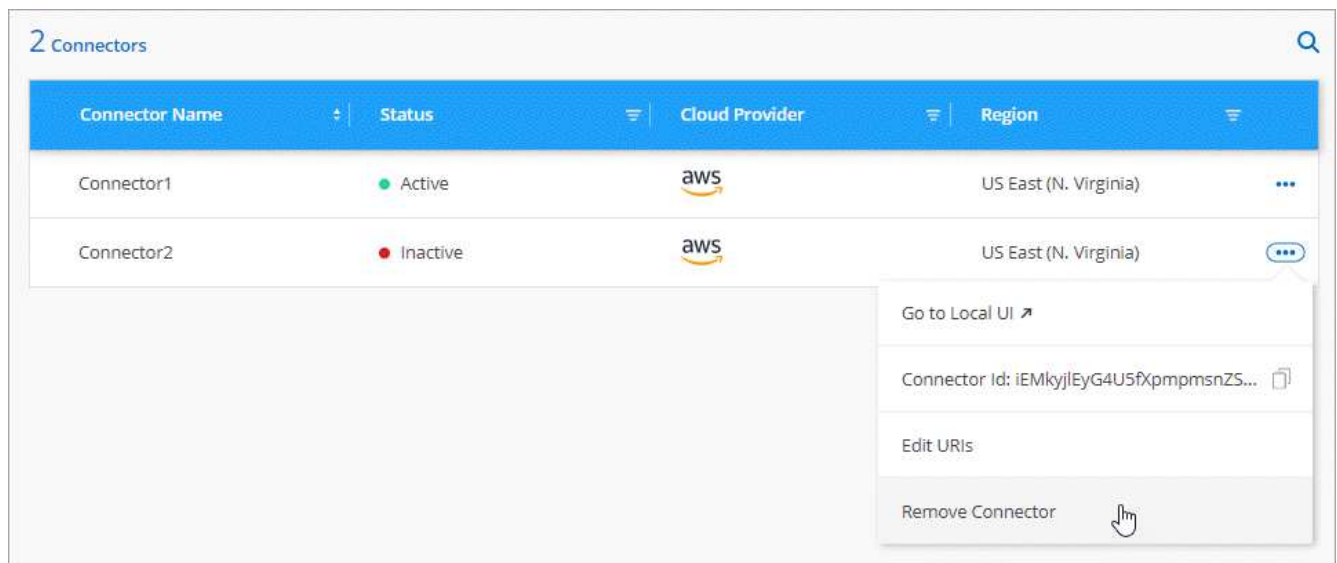 2 Connectors
Connector Name Status Cloud Provider Region
Connector1 Active aws US East (N. Virginia)
Connector2 Inactive aws US East (N. Virginia)
Go to Local UI
Connector Id: iEMkyjlEyG4U5fXpmpmsnZS...
Edit URIs
Remove Connector